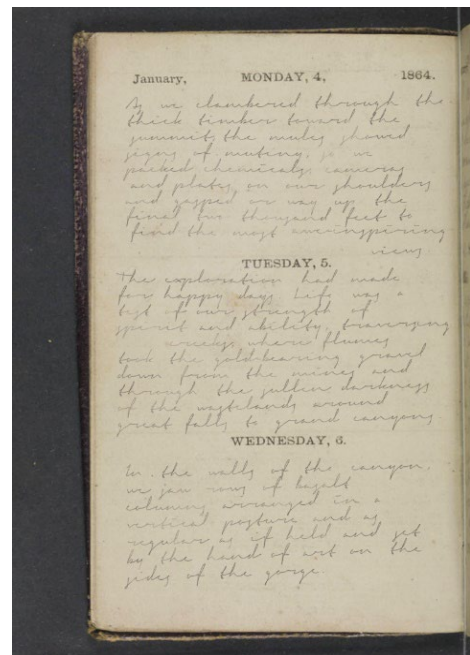 January, MONDAY, 4, 1864.
As we clambered through the
thick timber toward the
summit, the mules showed
signs of mutiny, so we
packed chemicals, cameras
and plates on our shoulders
and gasped our way up the
final one thousand feet to
find the most aweinspiring
views.
TUESDAY, 5.
The exploration had made
for happy days. Life was a
test of our strength of
spirit and ability, traversing
creeks where flumes
took the gold-bearing gravel
down from the mines and
through the sullen darkness
of the wastelands around
great falls to grand canyons
WEDNESDAY, 6.
In the walls of the canyon,
we saw rows of basalt
columns arranged in a
vertical posture and as
regular as if held and set
by the hand of art on the
sides of the gorge.